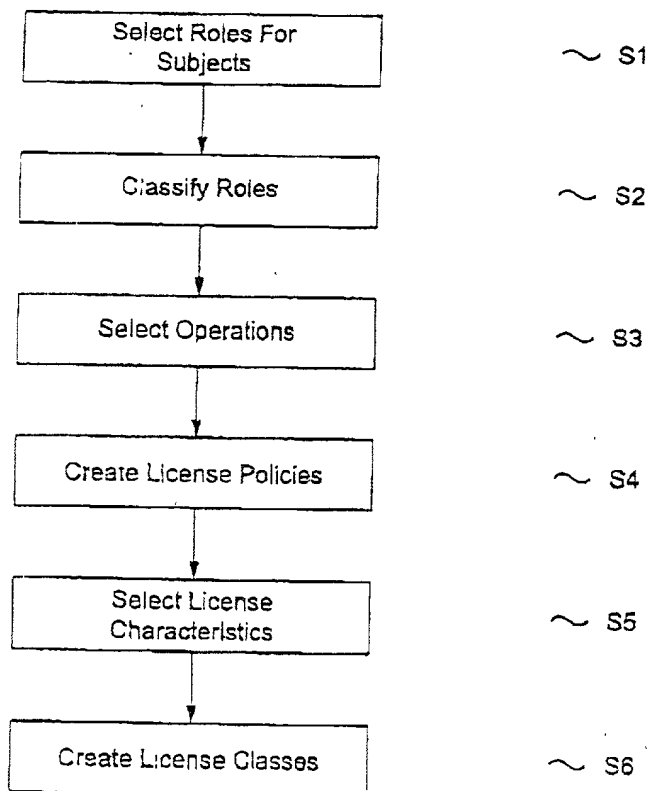 Select Roles For
Subjects
~ S1
Classify Roles
~ S2
Select Operations
~ S3
Create License Policies
~ S4
Select License
Characteristics
~ S5
Create License Classes
~ S6